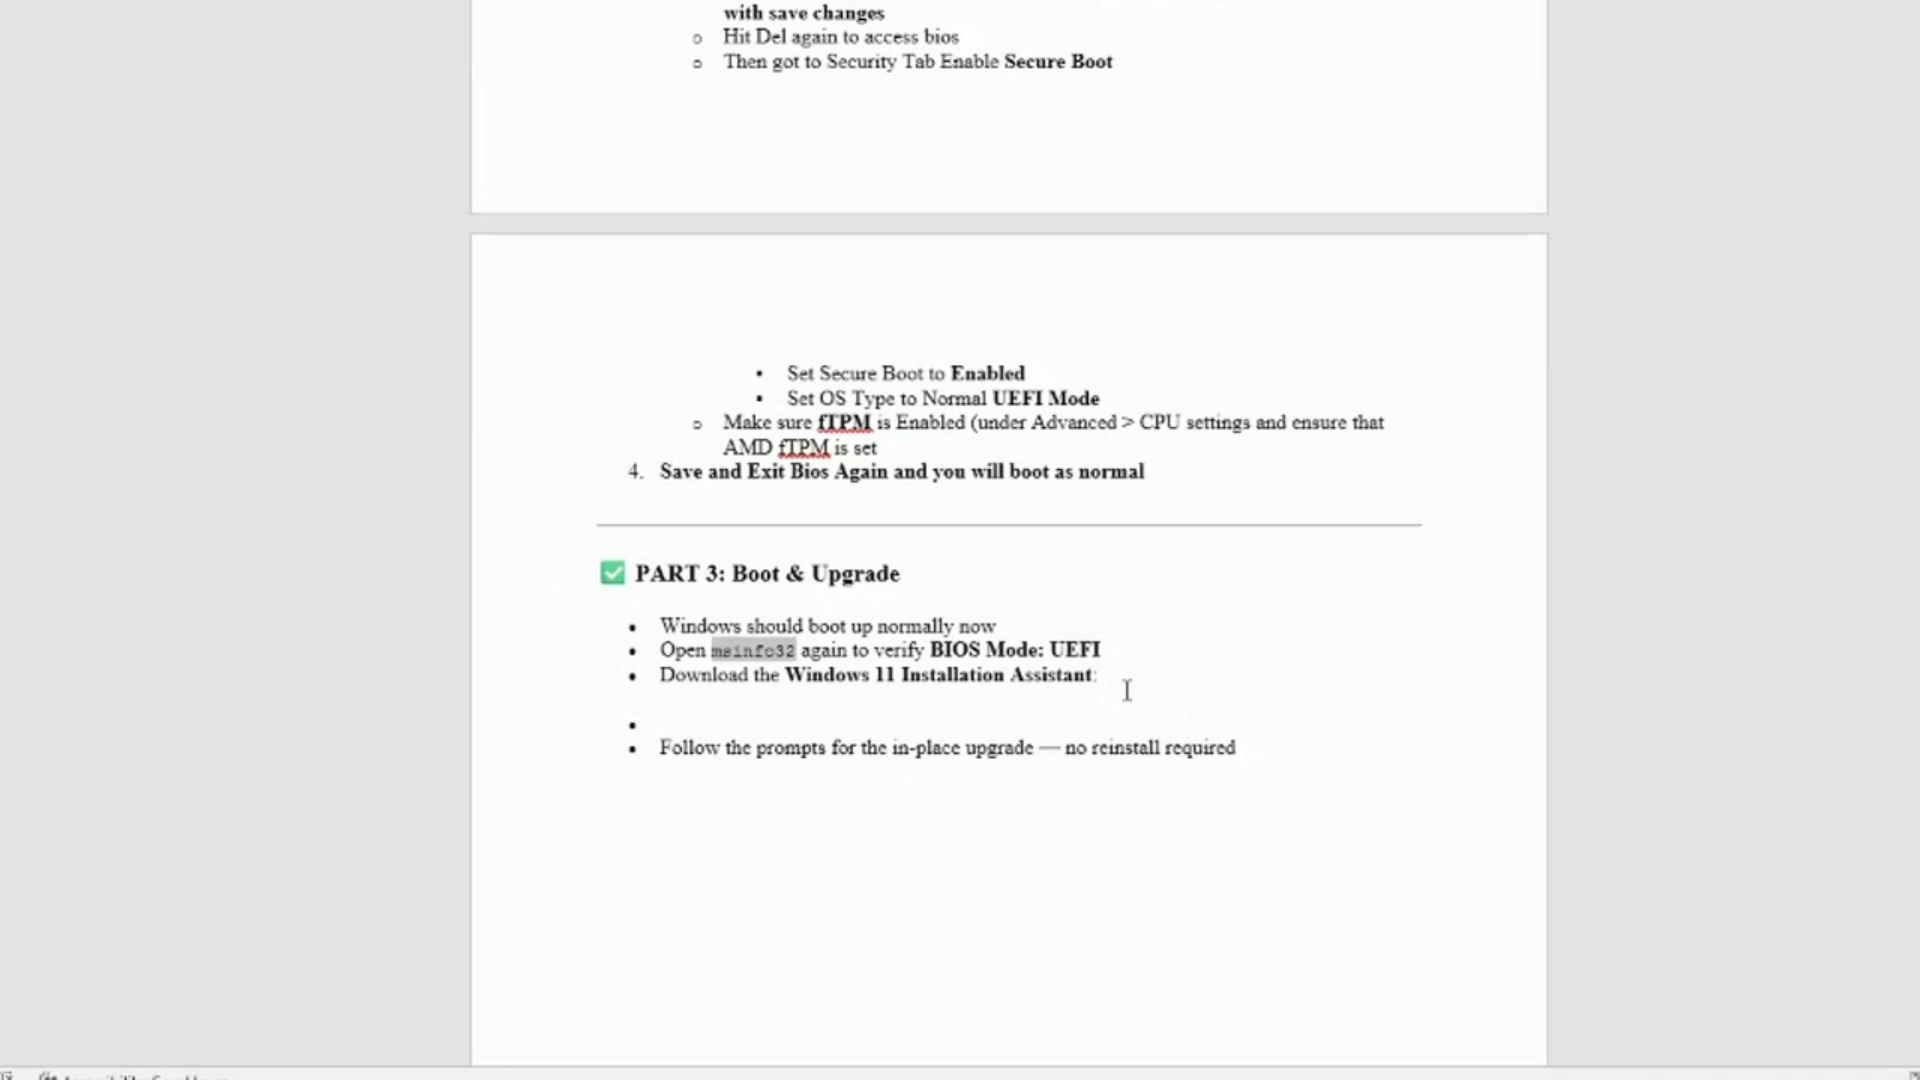 with save changes
o Hit Del again to access bios
o Then got to Security Tab Enable Secure Boot
▪ Set Secure Boot to Enabled
▪ Set OS Type to Normal UEFI Mode
o Make sure fTPM is Enabled (under Advanced > CPU settings and ensure that
AMD fTPM is set
4. Save and Exit Bios Again and you will boot as normal
✅ PART 3: Boot & Upgrade
• Windows should boot up normally now
• Open msinfo32 again to verify BIOS Mode: UEFI
• Download the Windows 11 Installation Assistant:
•
• Follow the prompts for the in-place upgrade — no reinstall required